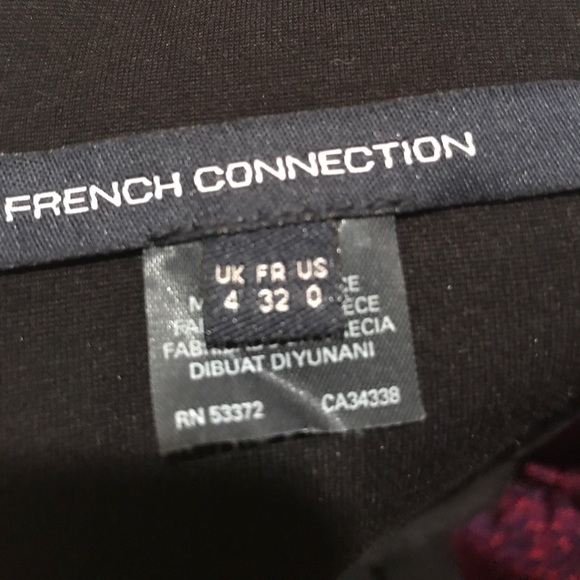 FRENCH CONNECTION
UK FR US
4 32 0
DIBUAT DIYUNANI
RN 53372 CA34338